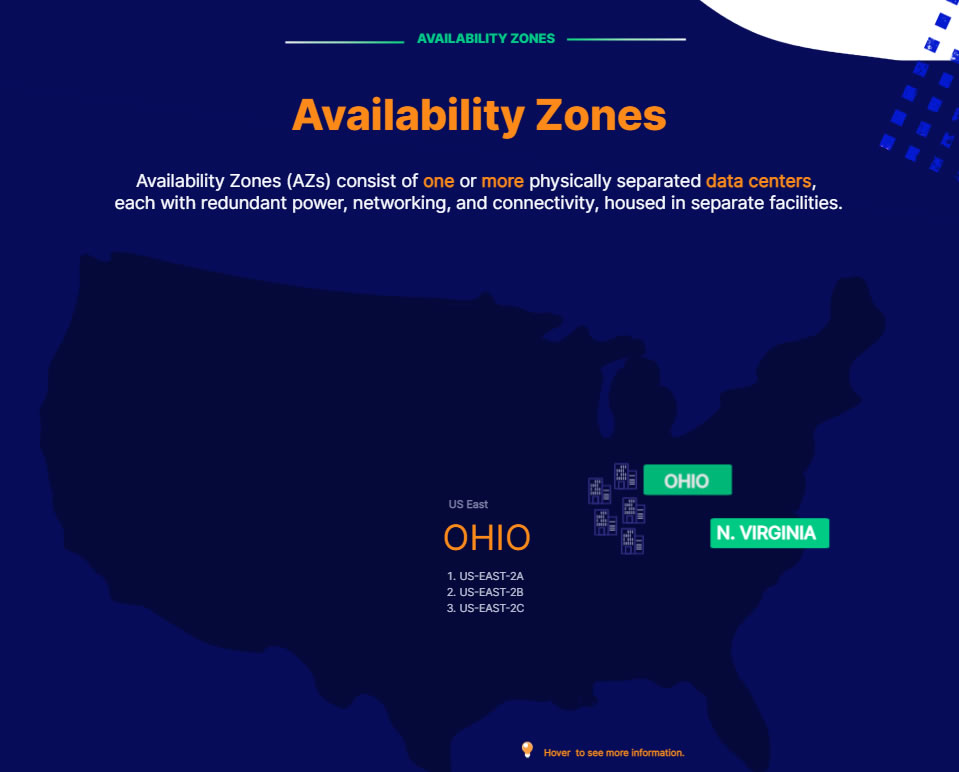 AVAILABILITY ZONES
Availability Zones
Availability Zones (AZs) consist of one or more physically separated data centers,
each with redundant power, networking, and connectivity, housed in separate facilities.
OHIO
US East
N. VIRGINIA
OHIO
1. US-EAST-2A
2. US-EAST-2B
3. US-EAST-2C
Hover to see more information.